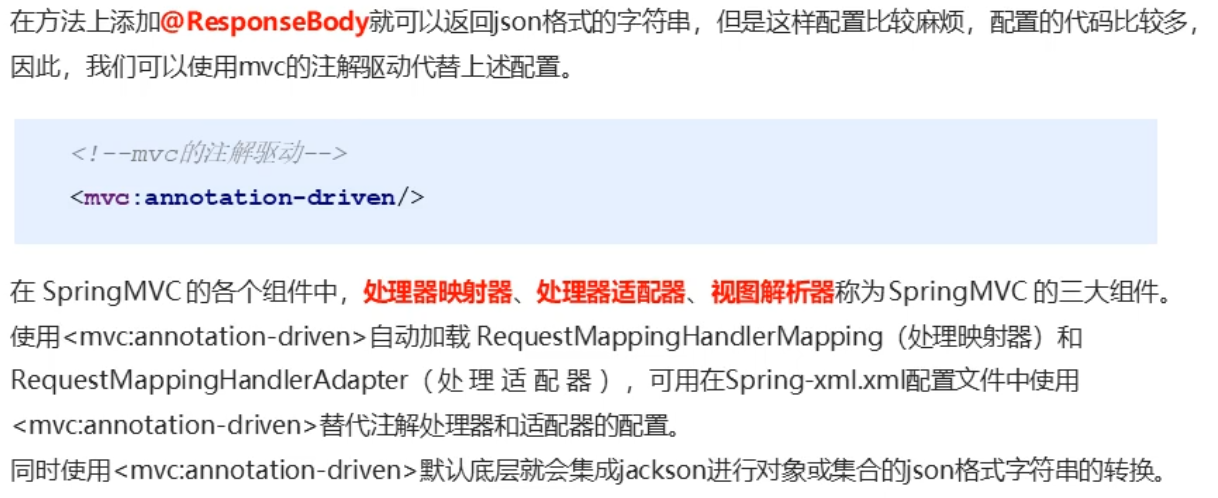 在方法上添加@ResponseBody就可以返回json格式的字符串，但是这样配置比较麻烦，配置的代码比较多，
因此，我们可以使用mvc的注解驱动代替上述配置。
<!--mvc的注解驱动-->
<mvc:annotation-driven/>
在 SpringMVC 的各个组件中，处理器映射器、处理器适配器、视图解析器称为 SpringMVC 的三大组件。
使用<mvc:annotation-driven>自动加载 RequestMappingHandlerMapping（处理映射器）和
RequestMappingHandlerAdapter（ 处 理 适 配 器 ），可用在Spring-xml.xml配置文件中使用
<mvc:annotation-driven>替代注解处理器和适配器的配置。
同时使用<mvc:annotation-driven>默认底层就会集成jackson进行对象或集合的json格式字符串的转换。